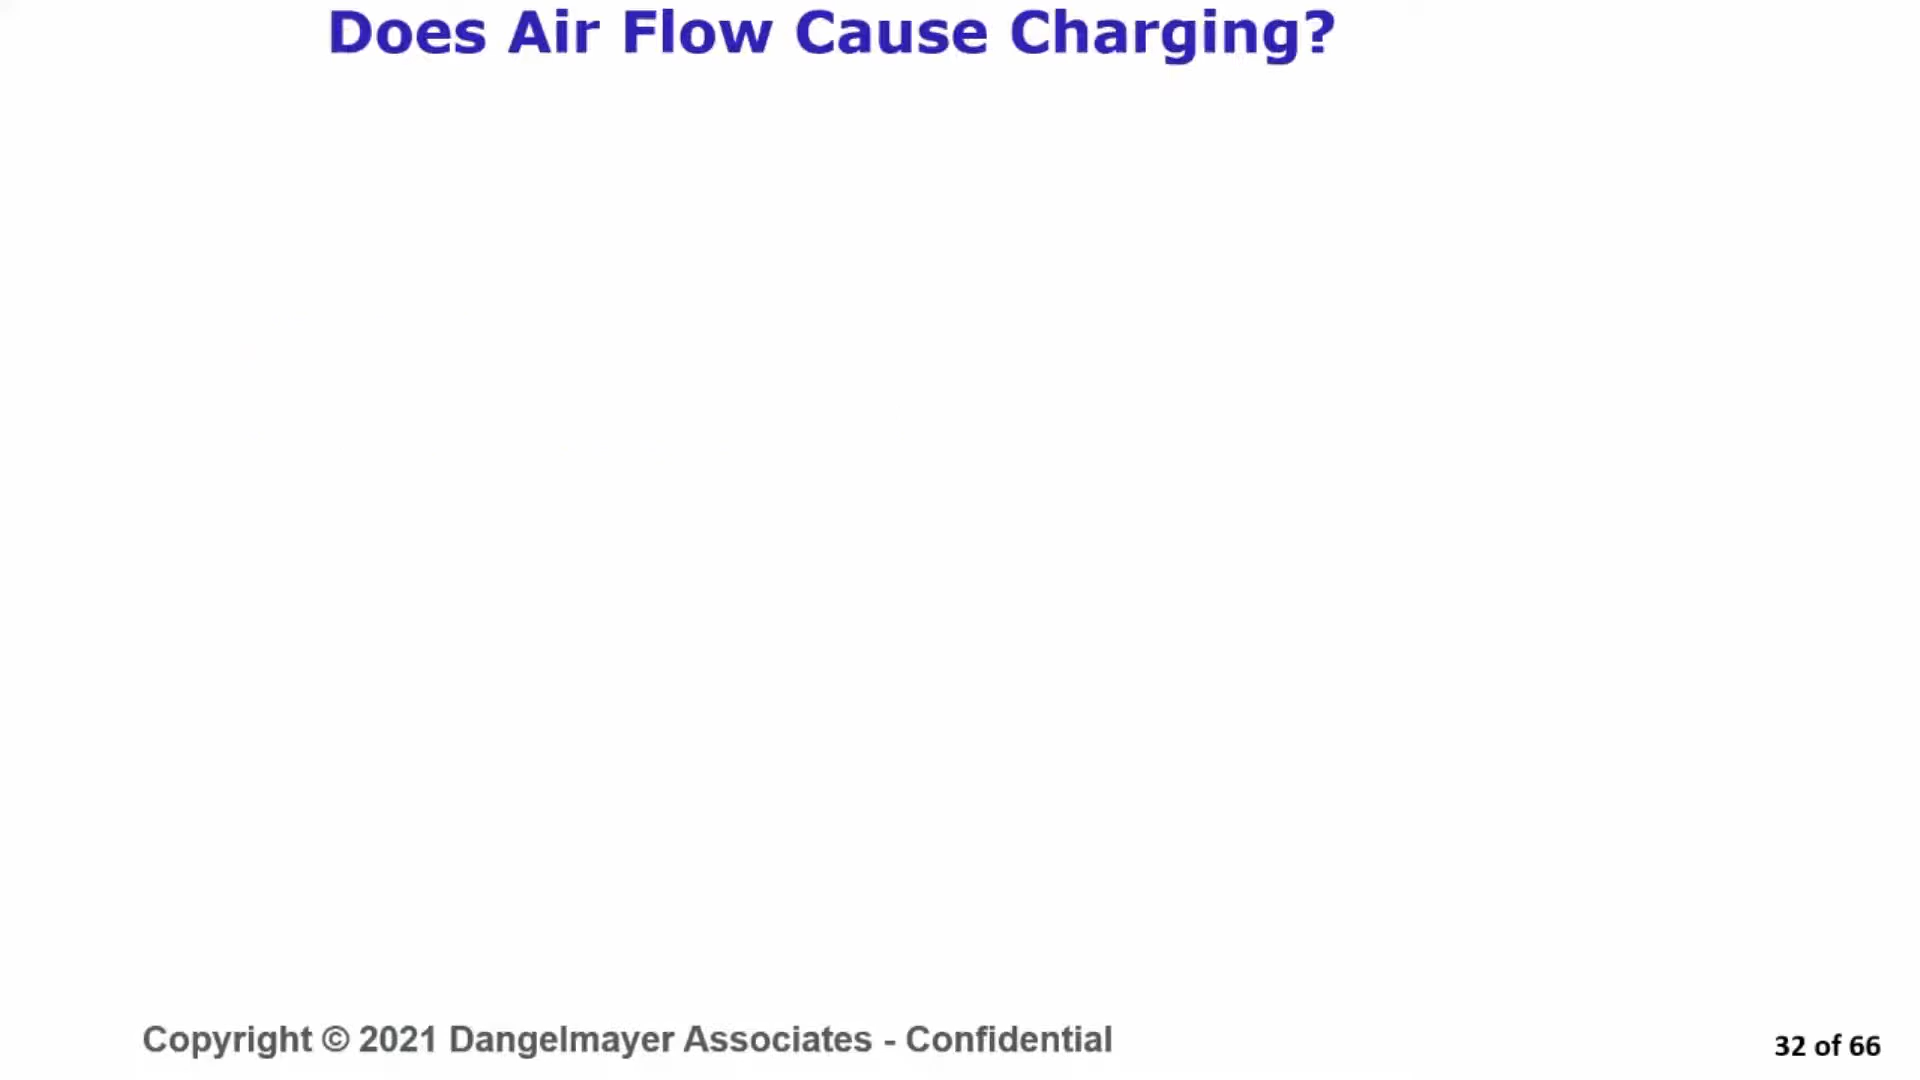 Does Air Flow Cause Charging?
Copyright © 2021 Dangelmayer Associates - Confidential
32 of 66